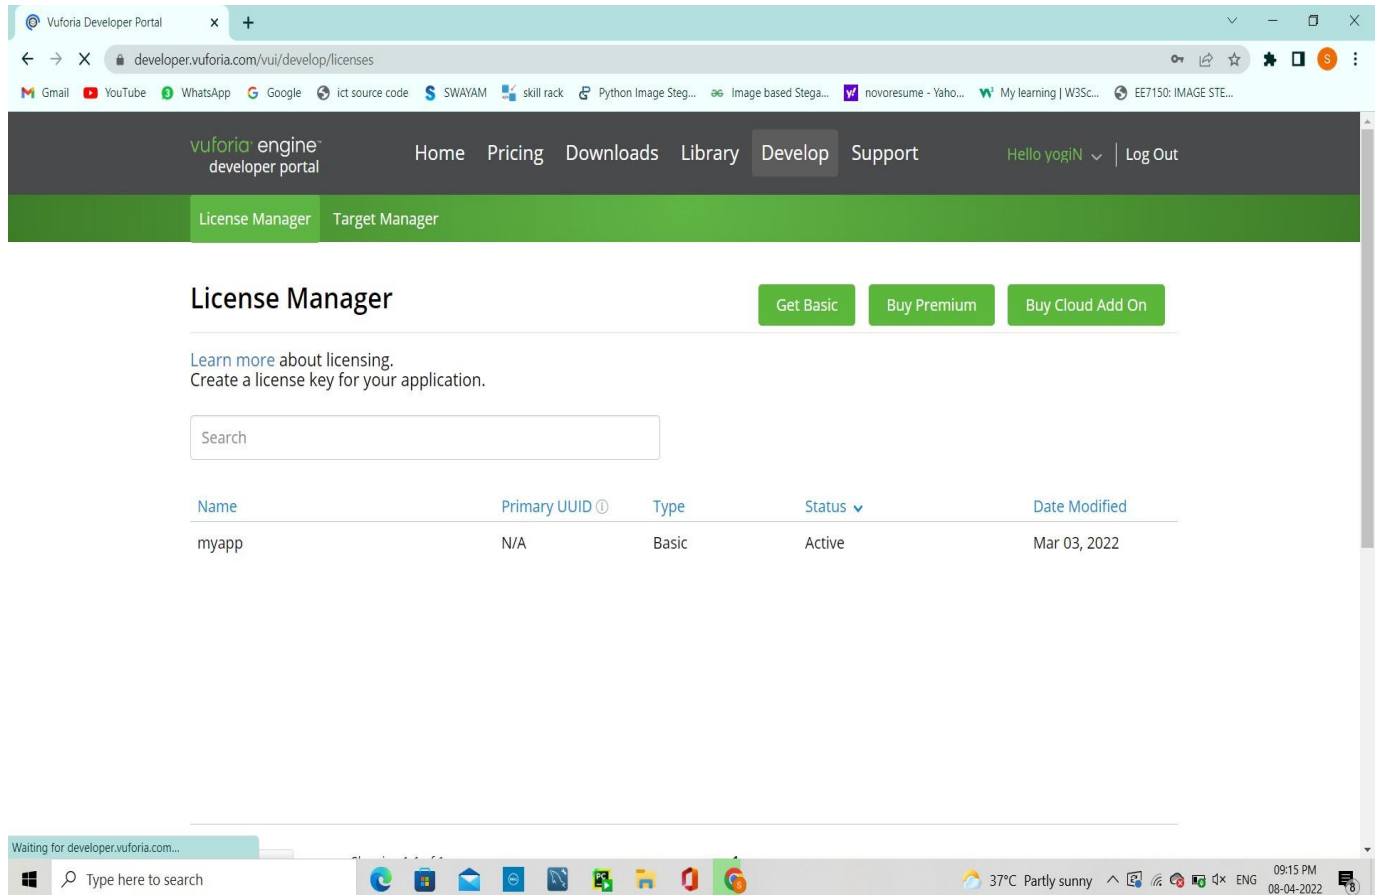 Vuforia Developer Portal
developer.vuforia.com/vui/develop/licenses
Gmail YouTube WhatsApp Google ict source code SWAYAM skill rack Python Image Steg... Image based Stega... novoresume - Yaho... My learning | W3Sc... EE7150: IMAGE STE...
vuforia engine
developer portal
Home Pricing Downloads Library Develop Support Hello yogiN Log Out
License Manager Target Manager
License Manager Get Basic Buy Premium Buy Cloud Add On
Learn more about licensing.
Create a license key for your application.
Search
Name Primary UUID Type Status Date Modified
myapp N/A Basic Active Mar 03, 2022
Waiting for developer.vuforia.com...
Type here to search 37°C Partly sunny ENG 09:15 PM
08-04-2022